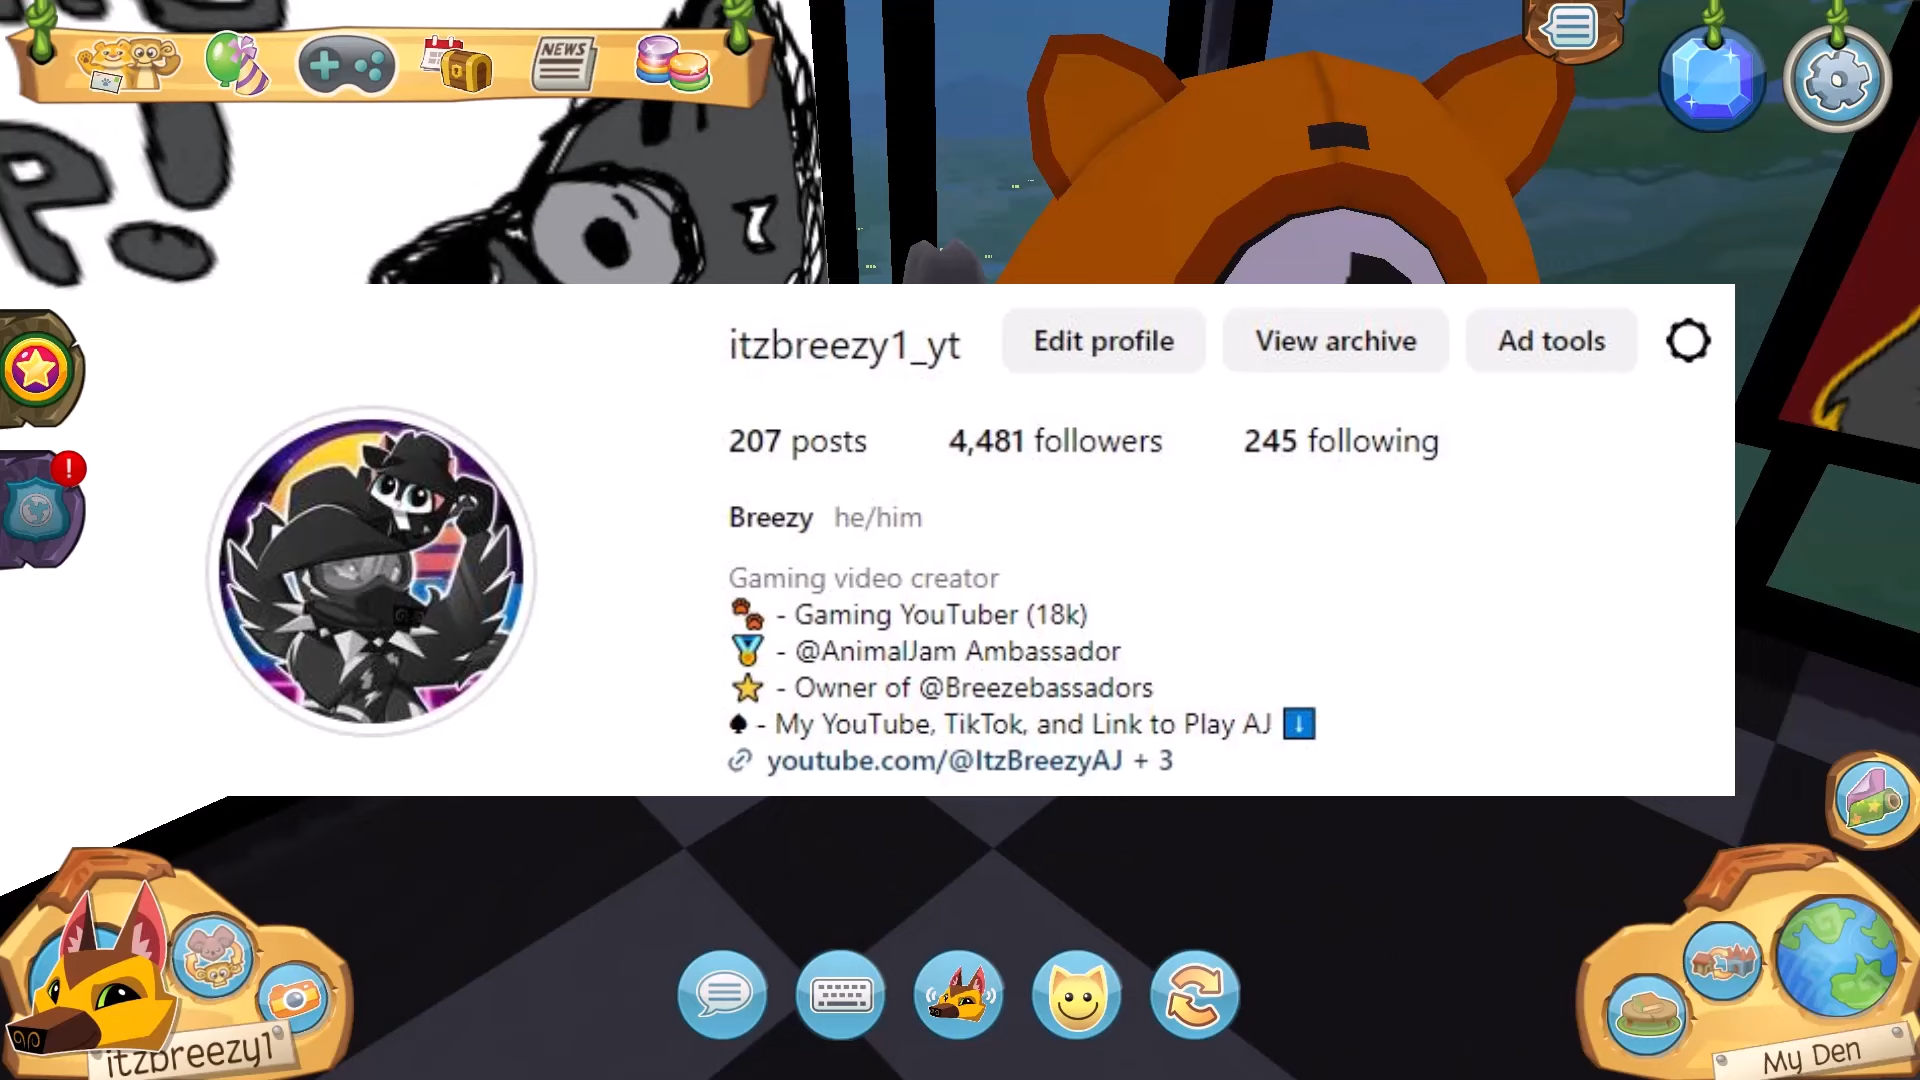 NEWS
p!
itzbreezy1_yt Edit profile View archive Ad tools
207 posts 4,481 followers 245 following
Breezy he/him
Gaming video creator
🐾 - Gaming YouTuber (18k)
🏅 - @AnimalJam Ambassador
⭐ - Owner of @Breezebassadors
♠ - My YouTube, TikTok, and Link to Play AJ ⬇️
youtube.com/@ItzBreezyAJ + 3
itzbreezy1
My Den